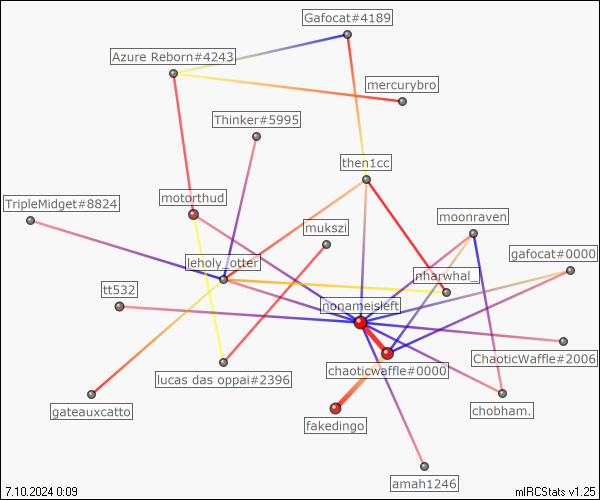 Gafocat#4189
Azure Reborn#4243
mercurybro
Thinker#5995
then1cc
motorthud
TripleMidget#8824
mukszi
moonraven
gafocat#0000
leholy_otter
nharwhal_
tt532
nonameisleft
ChaoticWaffle#2006
chaoticwaffle#0000
lucas das oppai#2396
gateauxcatto
chobham.
fakedingo
amah1246
7.10.2024 0:09
mIRCStats v1.25